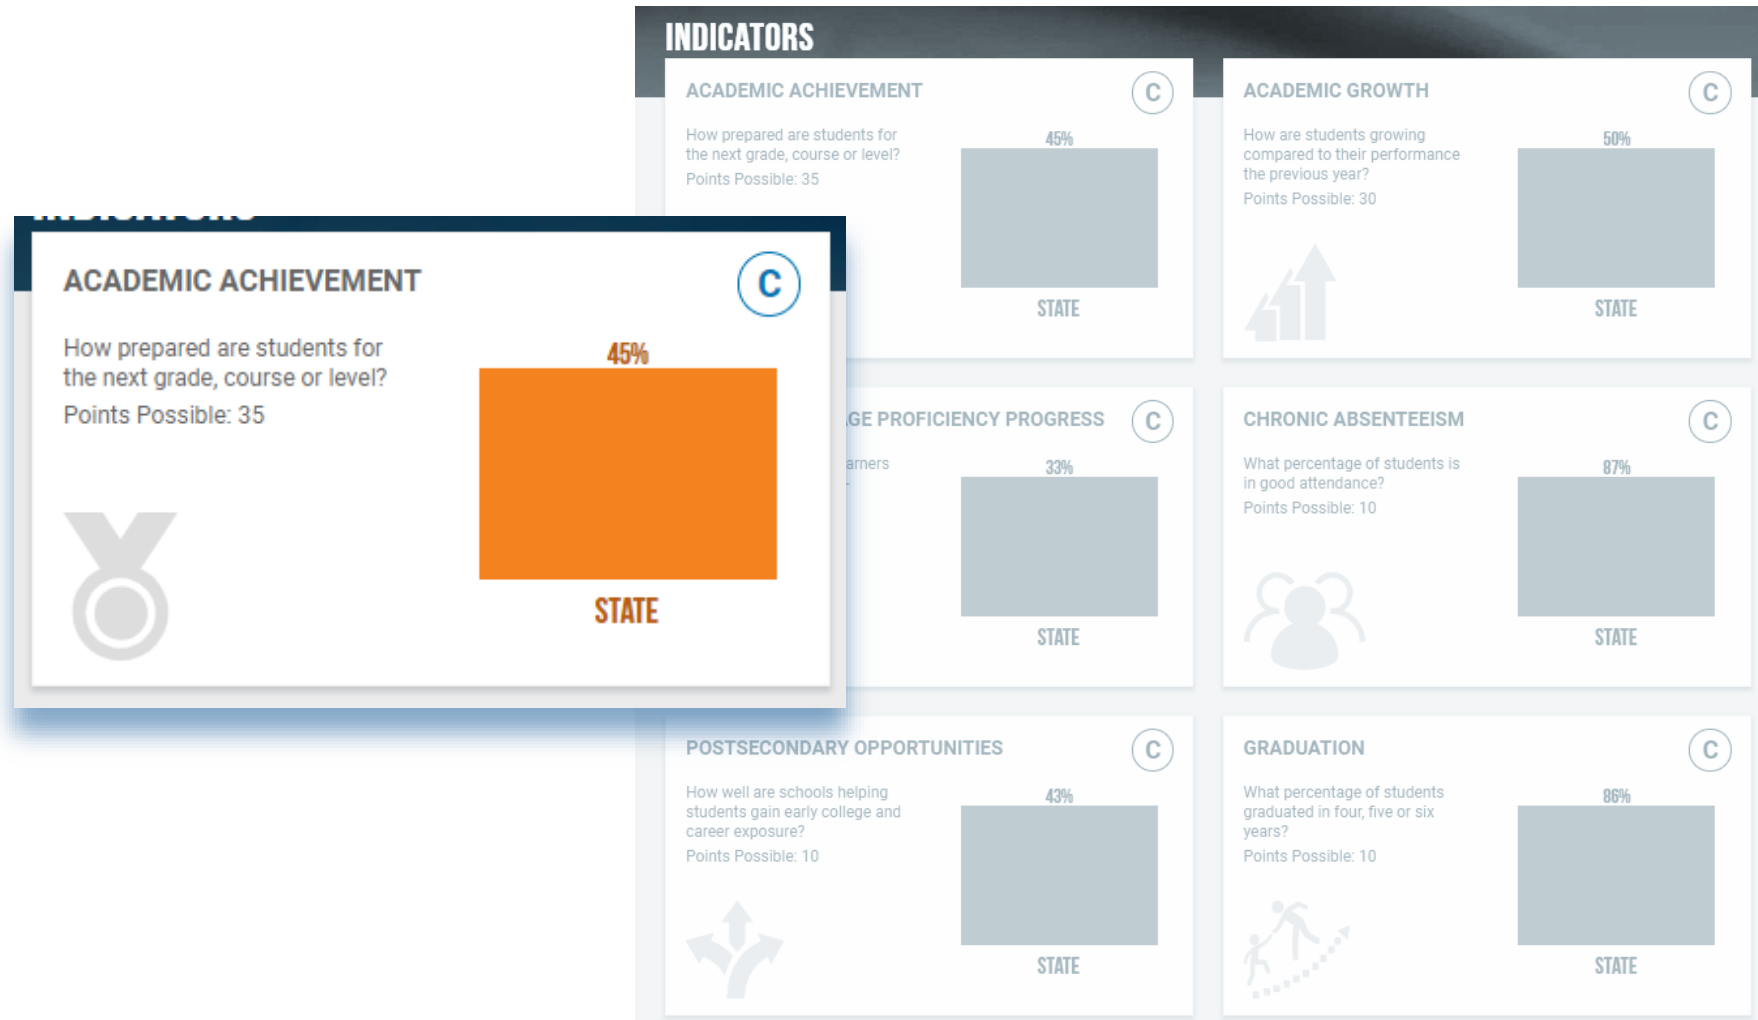 INDICATORS
ACADEMIC ACHIEVEMENT
C
How prepared are students for
the next grade, course or level?
Points Possible: 35
45%
STATE
ACADEMIC GROWTH
C
How are students growing
compared to their performance
the previous year?
Points Possible: 30
50%
STATE
ACADEMIC ACHIEVEMENT
C
How prepared are students for
the next grade, course or level?
Points Possible: 35
45%
STATE
PROFICIENCY PROGRESS
C
33%
STATE
CHRONIC ABSENTEEISM
C
What percentage of students is
in good attendance?
Points Possible: 10
87%
STATE
POSTSECONDARY OPPORTUNITIES
C
How well are schools helping
students gain early college and
career exposure?
Points Possible: 10
43%
STATE
GRADUATION
C
What percentage of students
graduated in four, five or six
years?
Points Possible: 10
86%
STATE